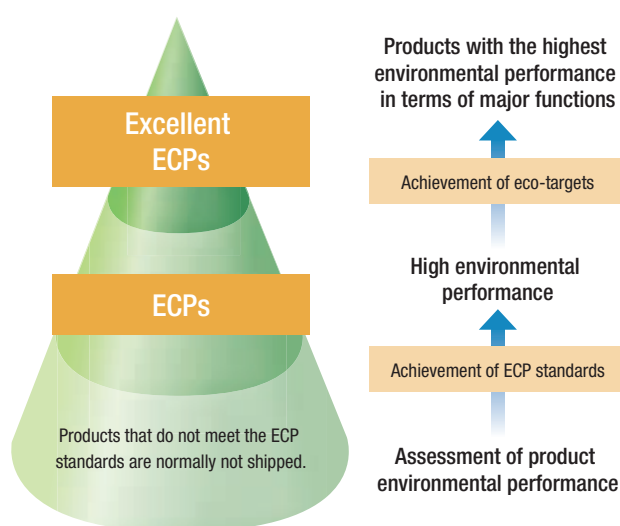 Excellent
ECPs
ECPs
Products that do not meet the ECP
standards are normally not shipped.
Products with the highest
environmental performance
in terms of major functions
Achievement of eco-targets
High environmental
performance
Achievement of ECP standards
Assessment of product
environmental performance